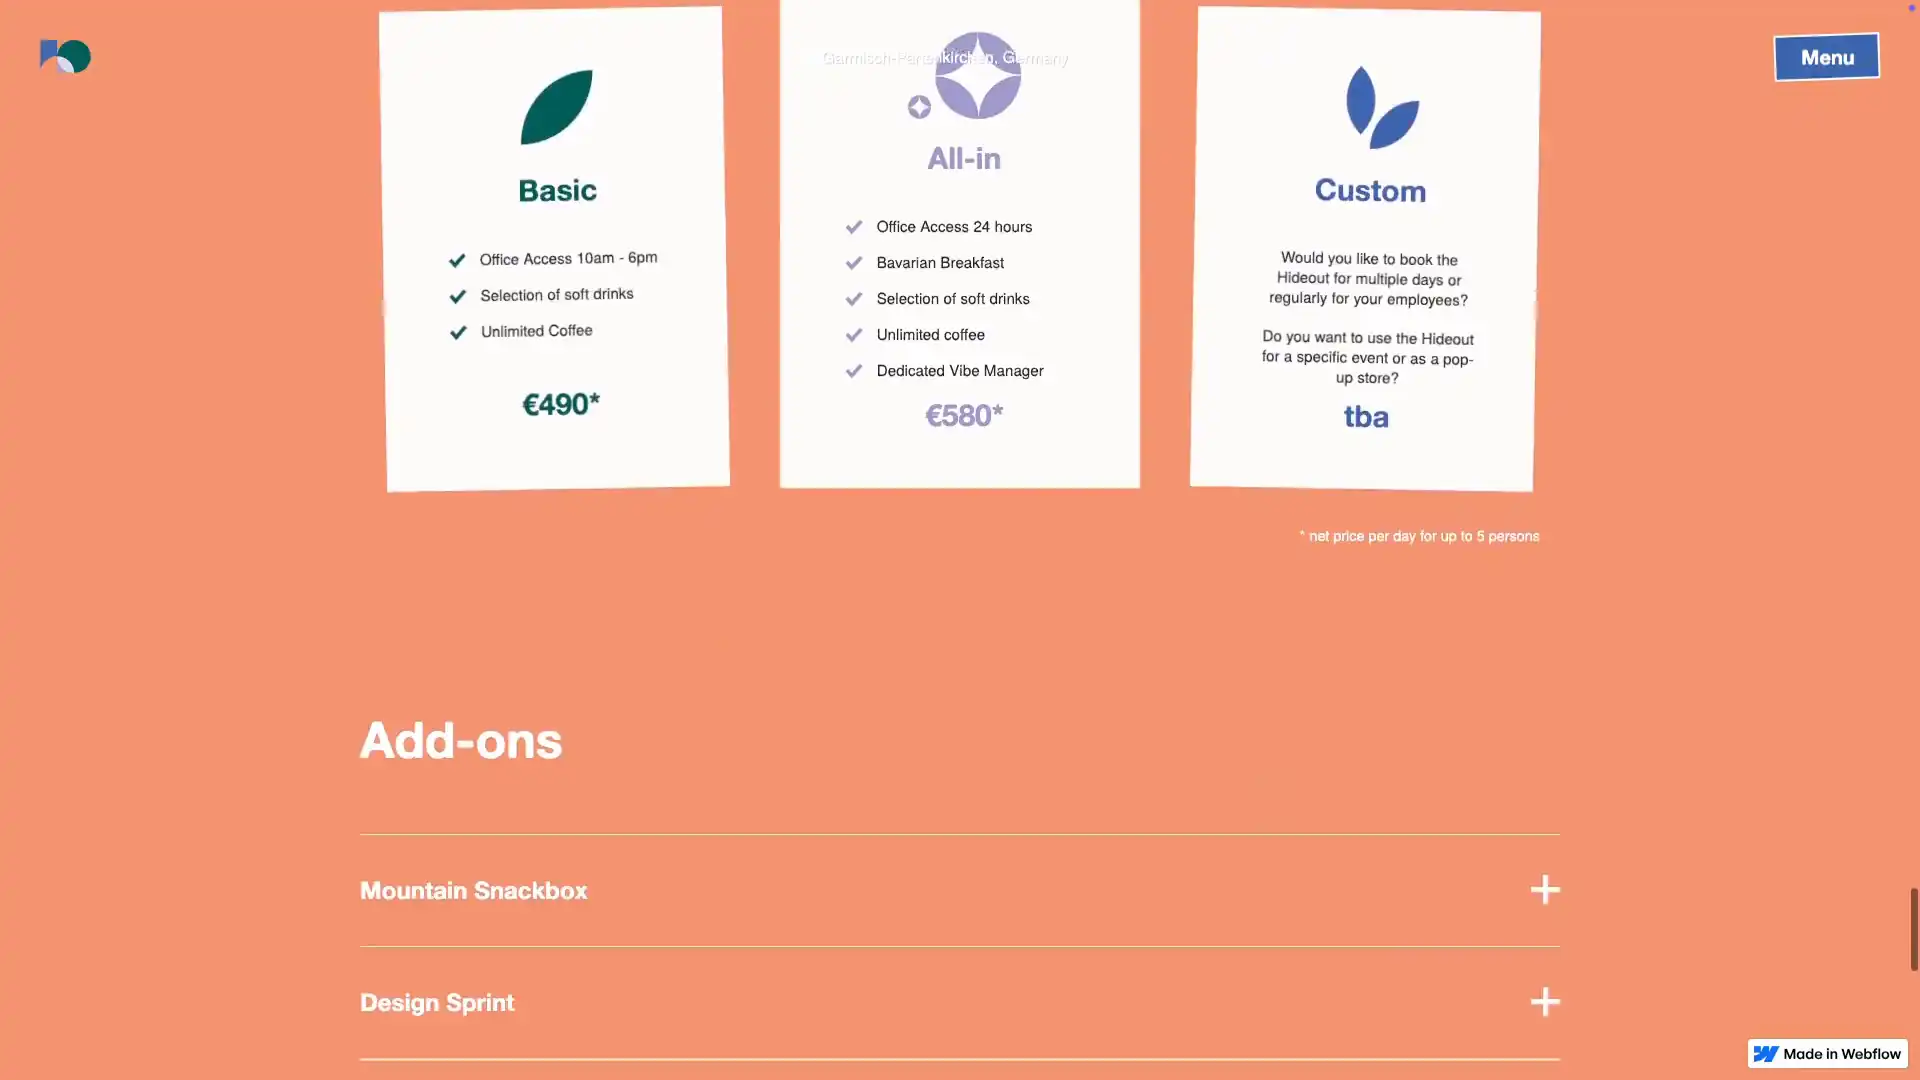 Garmisch-Partenkirchen, Germany
Menu
Basic
Office Access 10am - 6pm
Selection of soft drinks
Unlimited Coffee
€490*
All-in
Office Access 24 hours
Bavarian Breakfast
Selection of soft drinks
Unlimited coffee
Dedicated Vibe Manager
€580*
Custom
Would you like to book the
Hideout for multiple days or
regularly for your employees?
Do you want to use the Hideout
for a specific event or as a pop-
up store?
tba
* net price per day for up to 5 persons
Add-ons
Mountain Snackbox
Design Sprint
Made in Webflow